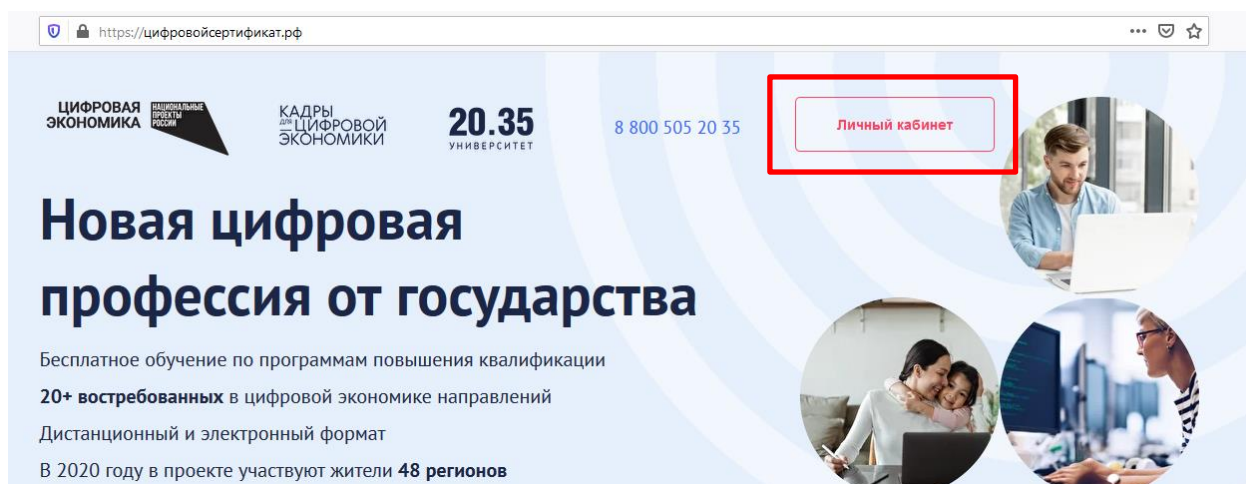 https://цифровойсертификат.рф
ЦИФРОВАЯ
ЭКОНОМИКА
НАЦИОНАЛЬНЫЕ
ПРОЕКТЫ
РОССИИ
КАДРЫ
для ЦИФРОВОЙ
ЭКОНОМИКИ
20.35
УНИВЕРСИТЕТ
8 800 505 20 35
Личный кабинет
Новая цифровая
профессия от государства
Бесплатное обучение по программам повышения квалификации
20+ востребованных в цифровой экономике направлений
Дистанционный и электронный формат
В 2020 году в проекте участвуют жители 48 регионов